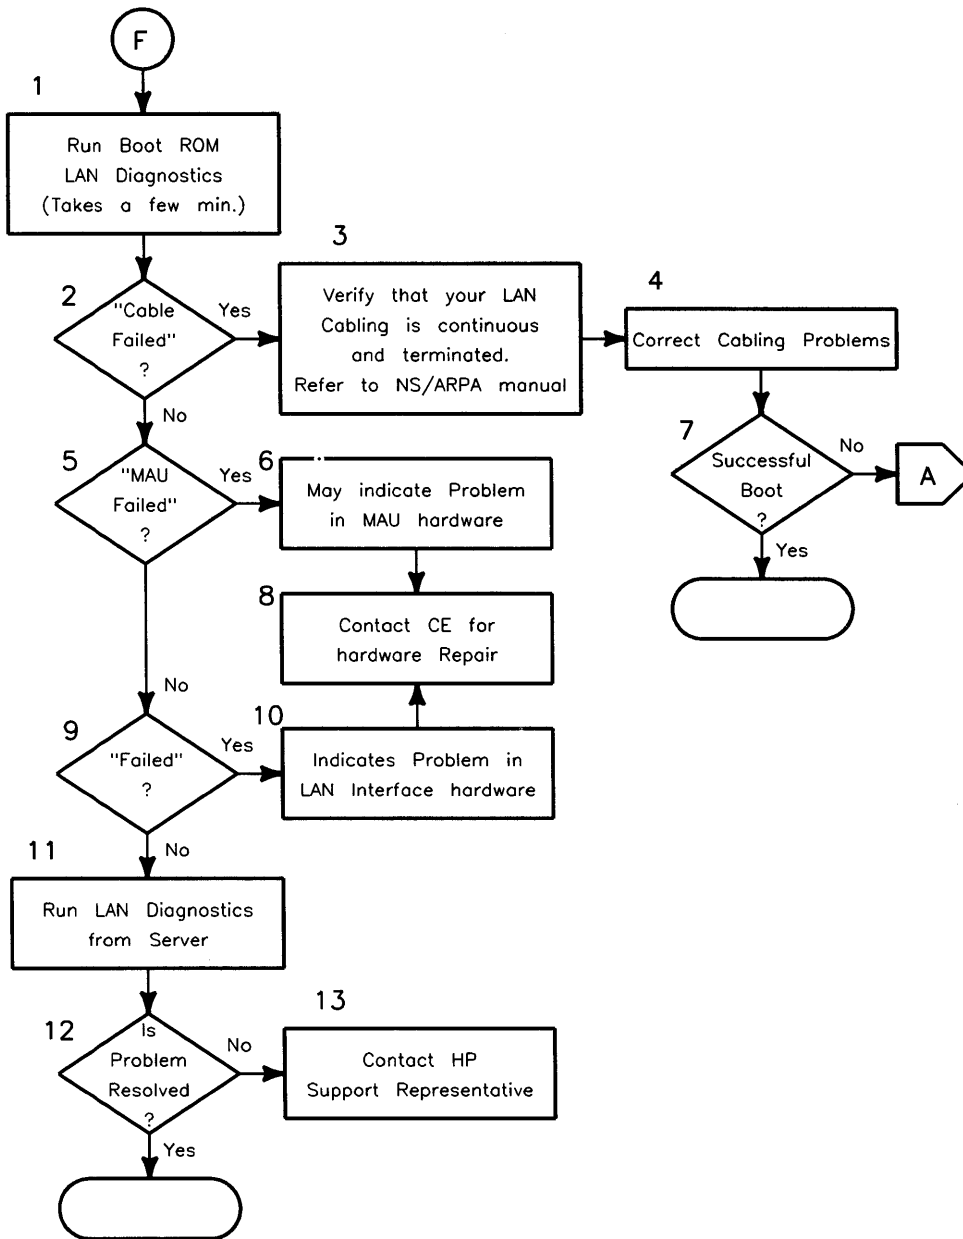 F
1
Run Boot ROM
LAN Diagnostics
(Takes a few min.)
2
"Cable
Failed"
?
Yes
No
3
Verify that your LAN
Cabling is continuous
and terminated.
Refer to NS/ARPA manual
4
Correct Cabling Problems
7
Successful
Boot
?
No
A
Yes
5
"MAU
Failed"
?
Yes
No
6
May indicate Problem
in MAU hardware
8
Contact CE for
hardware Repair
9
"Failed"
?
Yes
No
10
Indicates Problem in
LAN Interface hardware
11
Run LAN Diagnostics
from Server
12
Is
Problem
Resolved
?
No
Yes
13
Contact HP
Support Representative